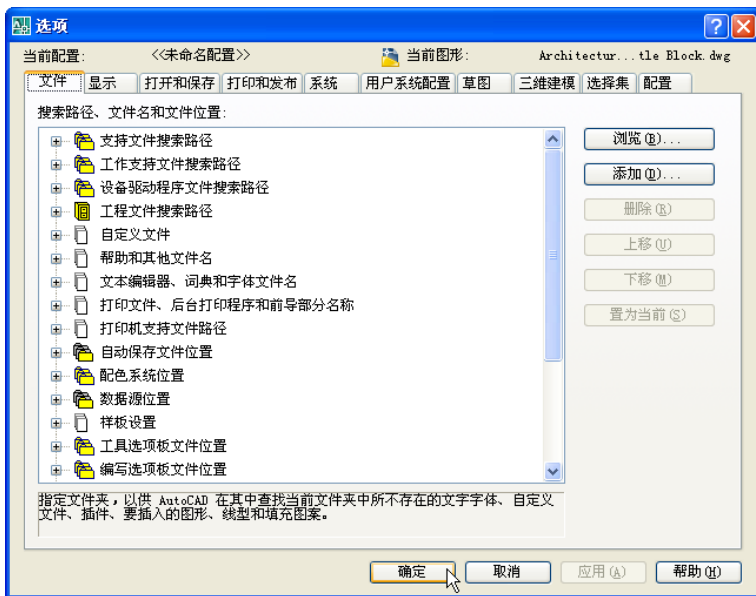 选项
当前配置: <<未命名配置>> 当前图形: Architectur...tle Block.dwg
文件 显示 打开和保存 打印和发布 系统 用户系统配置 草图 三维建模 选择集 配置
搜索路径、文件名和文件位置:
支持文件搜索路径
工作支持文件搜索路径
设备驱动程序文件搜索路径
工程文件搜索路径
自定义文件
帮助和其他文件名
文本编辑器、词典和字体文件名
打印文件、后台打印程序和前导部分名称
打印机支持文件路径
自动保存文件位置
配色系统位置
数据源位置
样板设置
工具选项板文件位置
编写选项板文件位置
浏览(B)...
添加(D)...
删除(R)
上移(U)
下移(M)
置为当前(S)
指定文件夹，以供 AutoCAD 在其中查找当前文件夹中所不存在的文字字体、自定义
文件、插件、要插入的图形、线型和填充图案。
确定 取消 应用(A) 帮助(H)